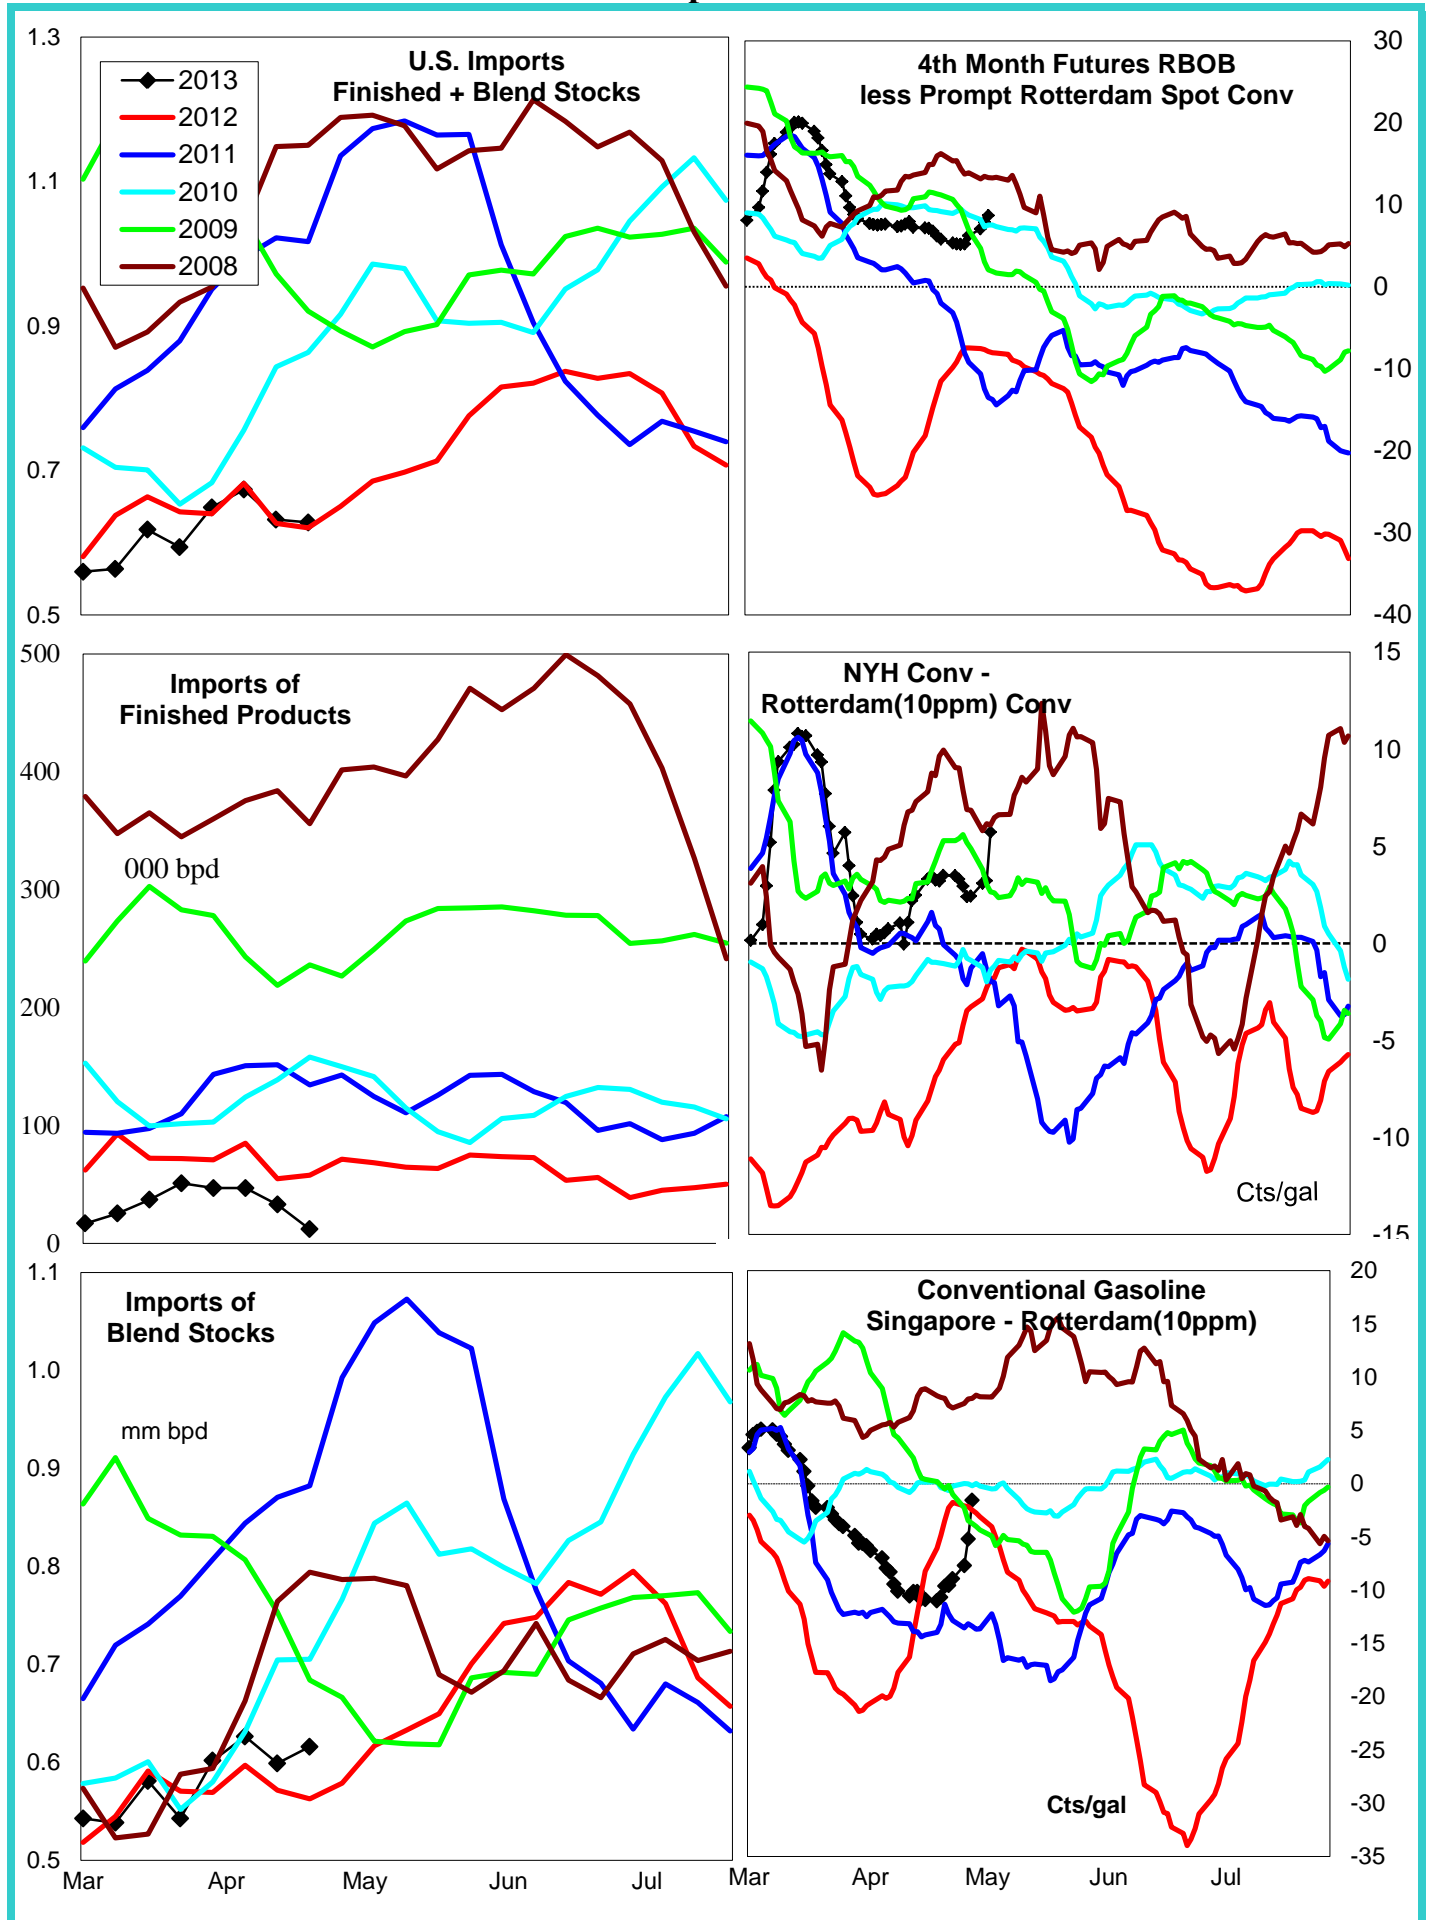 1.3
1.1
0.9
0.7
0.5
2013
2012
2011
2010
2009
2008
U.S. Imports
Finished + Blend Stocks
4th Month Futures RBOB
less Prompt Rotterdam Spot Conv
30
20
10
0
-10
-20
-30
-40
500
400
300
200
100
0
Imports of
Finished Products
000 bpd
NYH Conv -
Rotterdam(10ppm) Conv
15
10
5
0
-5
-10
-15
Cts/gal
1.1
1.0
0.9
0.8
0.7
0.6
0.5
Imports of
Blend Stocks
mm bpd
Mar Apr May Jun Jul
Conventional Gasoline
Singapore - Rotterdam(10ppm)
20
15
10
5
0
-5
-10
-15
-20
-25
-30
-35
Cts/gal
Mar Apr May Jun Jul